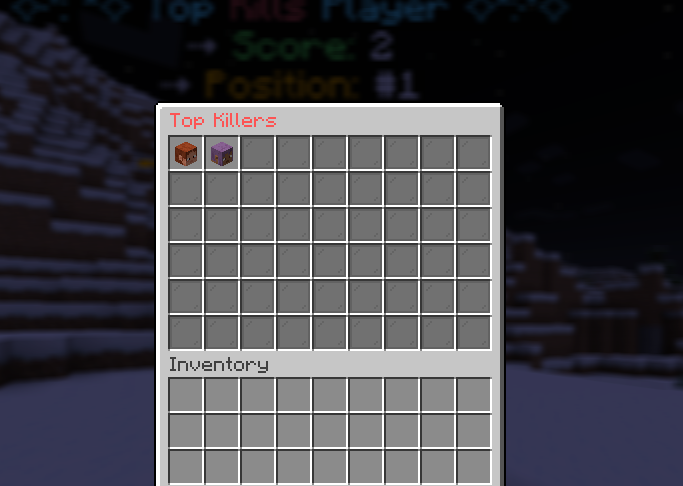 Top Kills Player
→ Score: 2
→ Position: #1
Top Killers
Inventory